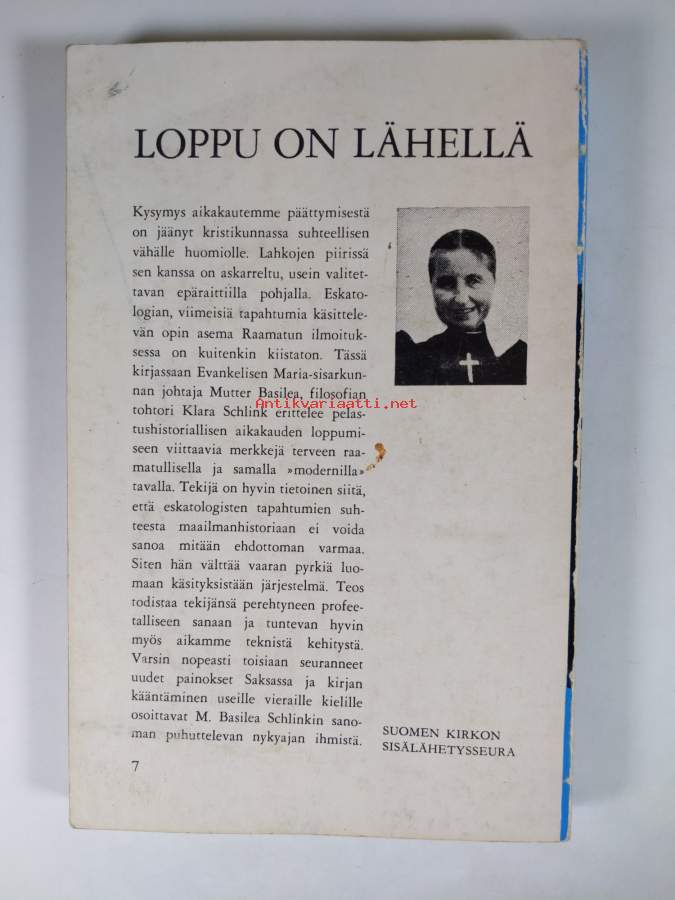 LOPPU ON LÄHELLÄ
Kysymys aikakautemme päättymisestä
on jäänyt kristikunnassa suhteellisen
vähälle huomiolle. Lahkojen piirissä
sen kanssa on askarreltu, usein valitet-
tavan epäraittiilla pohjalla. Eskato-
logian, viimeisiä tapahtumia käsittele-
vän opin asema Raamatun ilmoituk-
sessa on kuitenkin kiistaton. Tässä
kirjassaan Evankelisen Maria-sisarkun-
nan johtaja Mutter Basilea, filosofian
tohtori Klara Schlink erittelee pelas-
tushistoriallisen aikakauden loppumi-
seen viittaavia merkkejä terveen raa-
matullisella ja samalla »modernilla»
tavalla. Tekijä on hyvin tietoinen siitä,
että eskatologisten tapahtumien suh-
teesta maailmanhistoriaan ei voida
sanoa mitään ehdottoman varmaa.
Siten hän välttää vaaran pyrkiä luo-
maan käsityksistään järjestelmä. Teos
todistaa tekijänsä perehtyneen profee-
talliseen sanaan ja tuntevan hyvin
myös aikamme teknistä kehitystä.
Varsin nopeasti toisiaan seuranneet
uudet painokset Saksassa ja kirjan
kääntäminen useille vieraille kielille
osoittavat M. Basilea Schlinkin sano-
man puhuttelevan nykyajan ihmistä.
7
SUOMEN KIRKON
SISÄLÄHETYSSEURA
Antikvariaatti.net